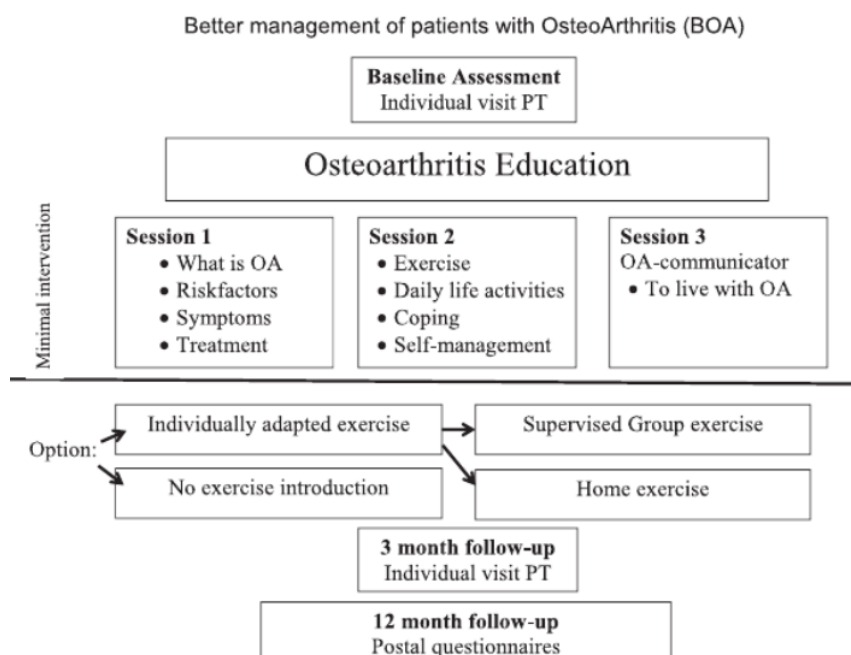 Better management of patients with OsteoArthritis (BOA)
Baseline Assessment
Individual visit PT
Osteoarthritis Education
Minimal intervention
Session 1
• What is OA
• Riskfactors
• Symptoms
• Treatment
Session 2
• Exercise
• Daily life activities
• Coping
• Self-management
Session 3
OA-communicator
• To live with OA
Option:
Individually adapted exercise
Supervised Group exercise
No exercise introduction
Home exercise
3 month follow-up
Individual visit PT
12 month follow-up
Postal questionnaires